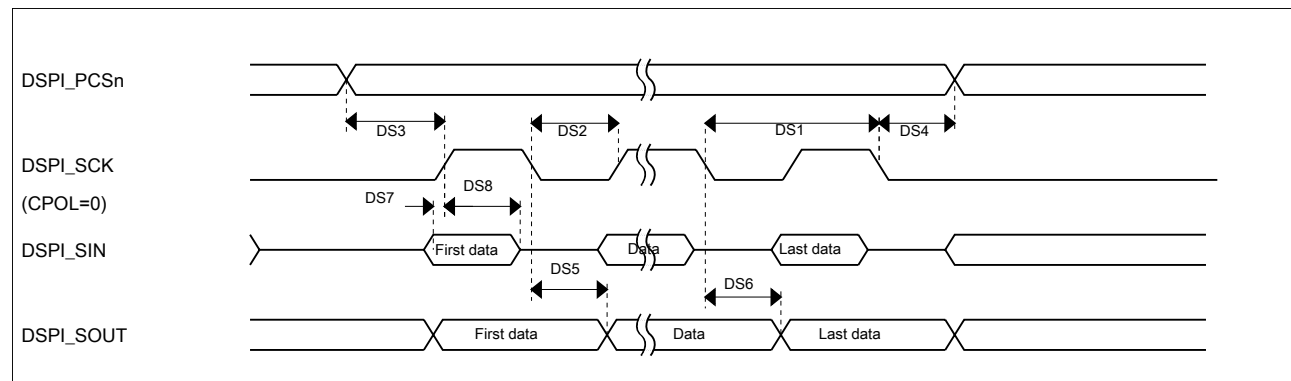 DSPI_PCSn
DS3
DS2
DS1
DS4
DSPI_SCK
(CPOL=0)
DS7
DS8
DSPI_SIN
First data
Data
Last data
DS5
DS6
DSPI_SOUT
First data
Data
Last data